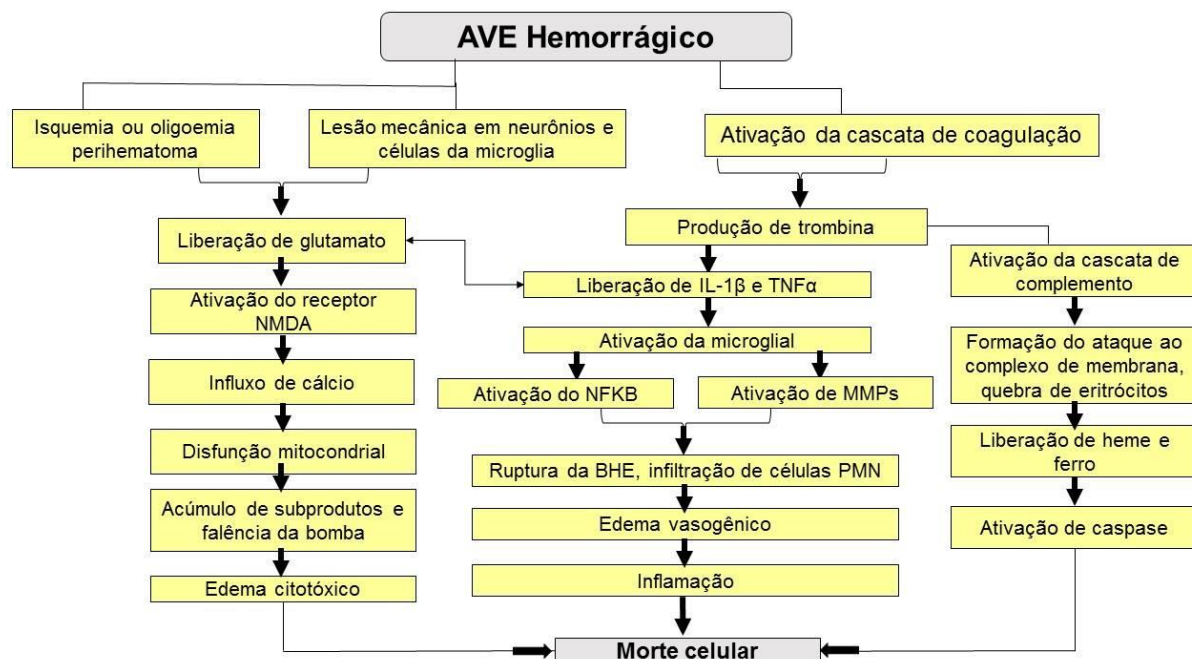 AVE Hemorrágico
Isquemia ou oligoemia
perihematoma
Lesão mecânica em neurônios e
células da microglia
Ativação da cascata de coagulação
Liberação de glutamato
Produção de trombina
Ativação da cascata de
complemento
Ativação do receptor
NMDA
Liberação de IL-1β e TNFα
Ativação da microglial
Formação do ataque ao
complexo de membrana,
quebra de eritrócitos
Influxo de cálcio
Ativação do NFKB
Ativação de MMPs
Disfunção mitocondrial
Ruptura da BHE, infiltração de células PMN
Liberação de heme e
ferro
Acúmulo de subprodutos e
falência da bomba
Edema vasogênico
Ativação de caspase
Edema citotóxico
Inflamação
Morte celular